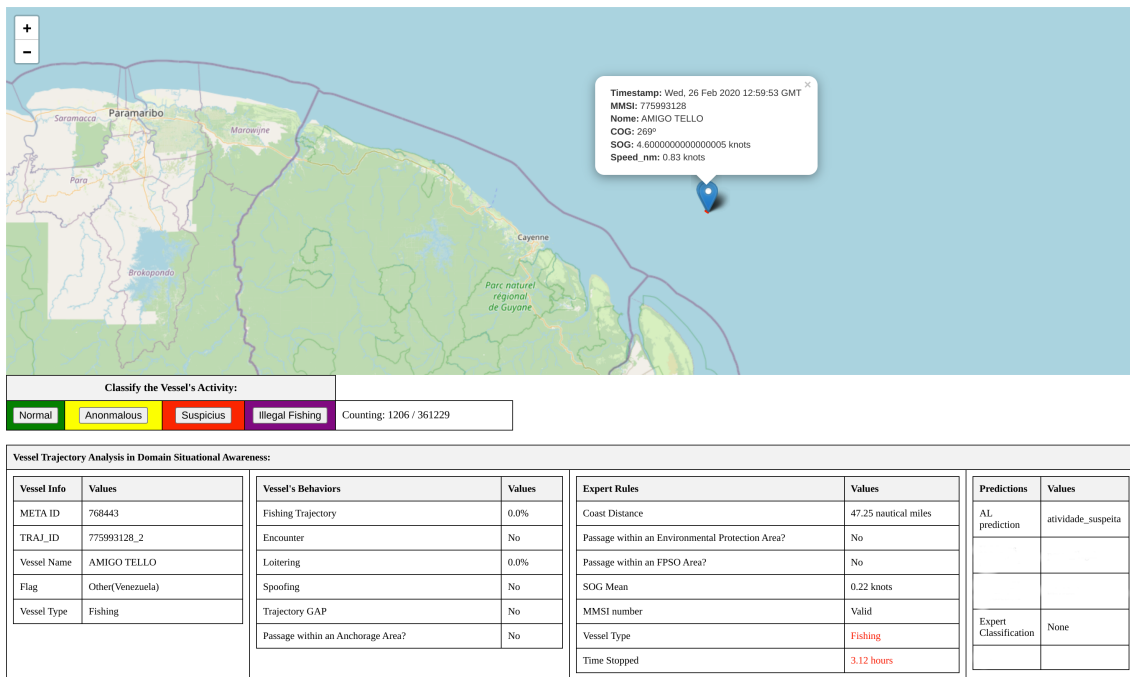 +
−
Saramacca
Paramaribo
Marowijne
Para
Brokopondo
Cayenne
Parc naturel
régional
de Guyane
×
Timestamp: Wed, 26 Feb 2020 12:59:53 GMT
MMSI: 775993128
Nome: AMIGO TELLO
COG: 269º
SOG: 4.6000000000000005 knots
Speed_nm: 0.83 knots
Classify the Vessel's Activity:
Normal Anonmalous Suspicius Illegal Fishing Counting: 1206 / 361229
Vessel Trajectory Analysis in Domain Situational Awareness:
Vessel Info Values
META ID 768443
TRAJ_ID 775993128_2
Vessel Name AMIGO TELLO
Flag Other(Venezuela)
Vessel Type Fishing
Vessel's Behaviors Values
Fishing Trajectory 0.0%
Encounter No
Loitering 0.0%
Spoofing No
Trajectory GAP No
Passage within an Anchorage Area? No
Expert Rules Values
Coast Distance 47.25 nautical miles
Passage within an Environmental Protection Area? No
Passage within an FPSO Area? No
SOG Mean 0.22 knots
MMSI number Valid
Vessel Type Fishing
Time Stopped 3.12 hours
Predictions Values
AL
prediction atividade_suspeita
Expert
Classification None